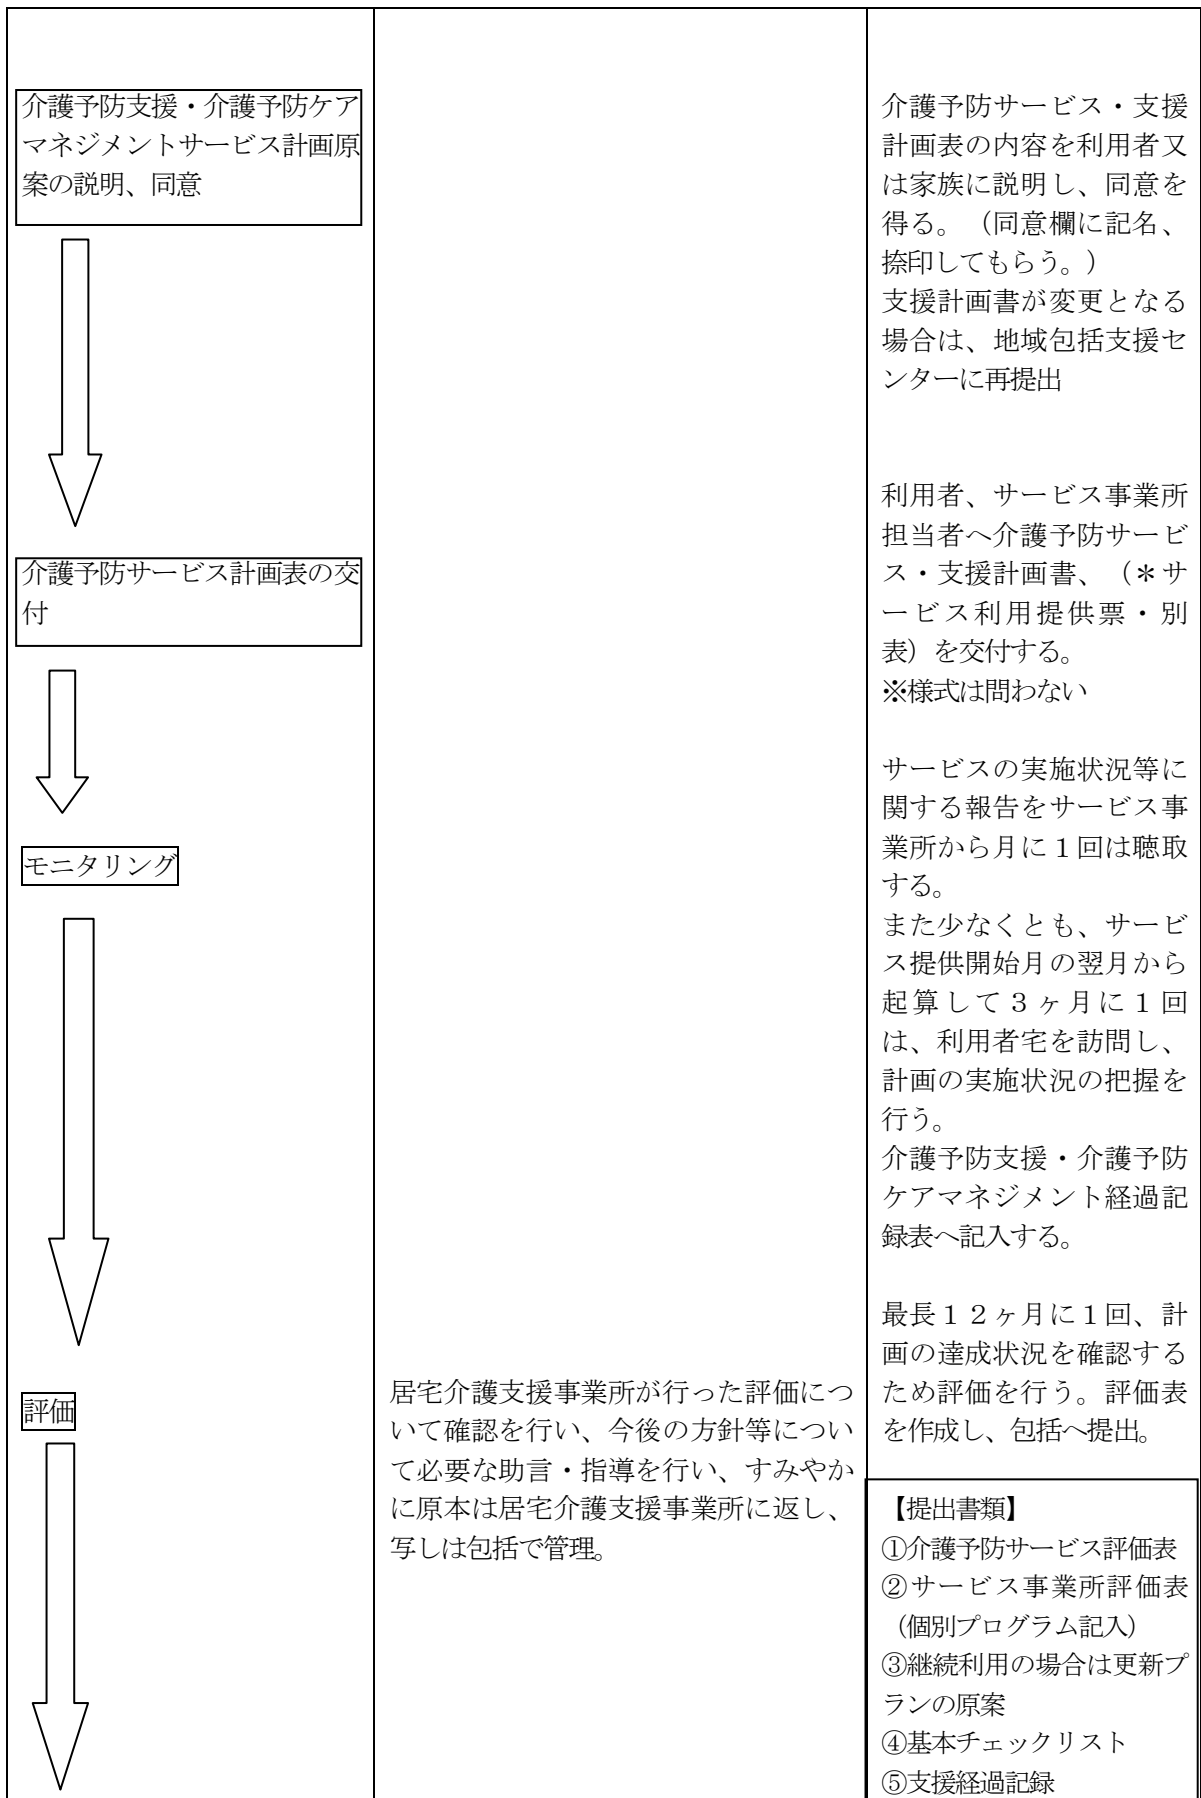 介護予防支援・介護予防ケア
マネジメントサービス計画原
案の説明、同意
介護予防サービス・支援
計画表の内容を利用者又
は家族に説明し、同意を
得る。（同意欄に記名、
捺印してもらう。）
支援計画書が変更となる
場合は、地域包括支援セ
ンターに再提出
介護予防サービス計画表の交
付
利用者、サービス事業所
担当者へ介護予防サービ
ス・支援計画書、（＊サ
ービス利用提供票・別
表）を交付する。
※様式は問わない
モニタリング
サービスの実施状況等に
関する報告をサービス事
業所から月に１回は聴取
する。
また少なくとも、サービ
ス提供開始月の翌月から
起算して３ヶ月に１回
は、利用者宅を訪問し、
計画の実施状況の把握を
行う。
介護予防支援・介護予防
ケアマネジメント経過記
録表へ記入する。
評価
居宅介護支援事業所が行った評価につ
いて確認を行い、今後の方針等につい
て必要な助言・指導を行い、すみやか
に原本は居宅介護支援事業所に返し、
写しは包括で管理。
最長１２ヶ月に１回、計
画の達成状況を確認する
ため評価を行う。評価表
を作成し、包括へ提出。
【提出書類】
①介護予防サービス評価表
②サービス事業所評価表
（個別プログラム記入）
③継続利用の場合は更新プ
ランの原案
④基本チェックリスト
⑤支援経過記録